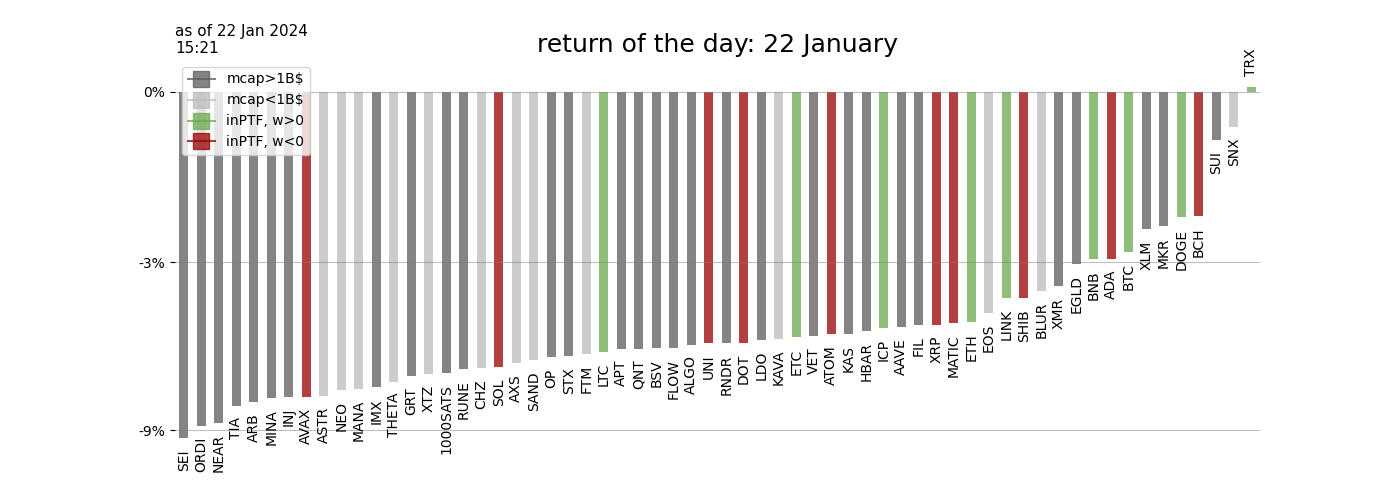 as of 22 Jan 2024
15:21
return of the day: 22 January
mcap>1B$
mcap<1B$
inPTF, w>0
inPTF, w<0
0%
-3%
-9%
SEI
ORDI
NEAR
TIA
ARB
MINA
INJ
AVAX
ASTR
NEO
MANA
IMX
THETA
GRT
XTZ
1000SATS
RUNE
CHZ
SOL
AXS
SAND
OP
STX
FTM
LTC
APT
QNT
BSV
FLOW
ALGO
UNI
RNDR
DOT
LDO
KAVA
ETC
VET
ATOM
KAS
HBAR
ICP
AAVE
FIL
XRP
MATIC
ETH
EOS
LINK
SHIB
BLUR
XMR
EGLD
BNB
ADA
BTC
XLM
MKR
DOGE
BCH
SUI
SNX
TRX